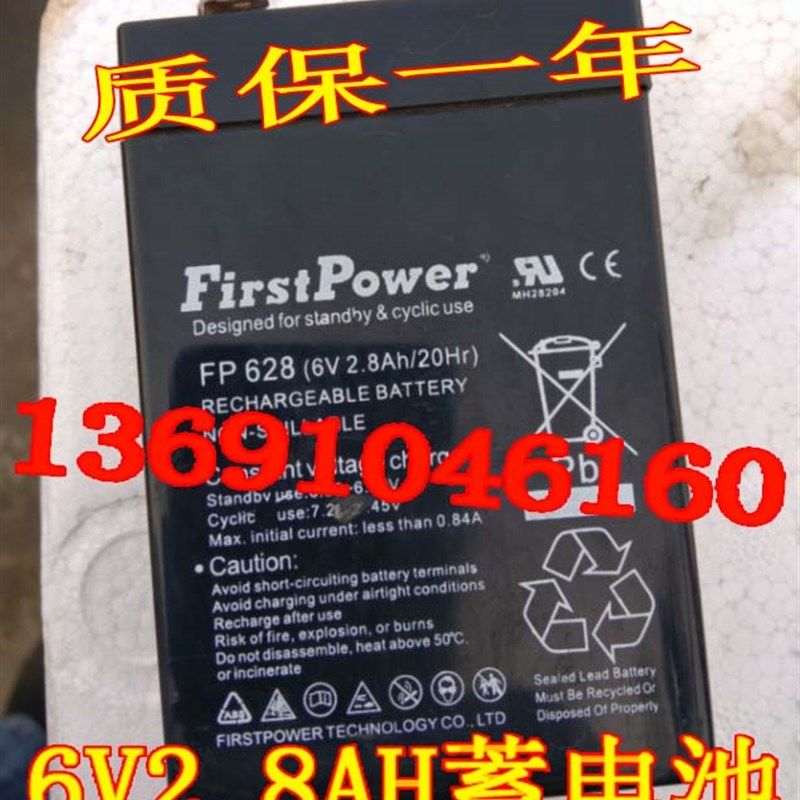 质保一年
FirstPower
Designed for standby & cyclic use
MH28204
CE
FP 628 (6V 2.8Ah/20Hr)
RECHARGEABLE BATTERY
13691046160
Pb
Constant voltage
Cyclic use:7.2
Max. initial current: less than 0.84A
• Caution:
Avoid short-circuiting battery terminals
Avoid charging under airtight conditions
Recharge after use
Risk of fire, explosion, or burns
Do not disassemble, heat above 50°C.
or incinerate
Sealed Lead Battery
Must Be Recycled Or
Disposed Of Properly
ABS
FIRSTPOWER TECHNOLOGY CO., LTD
6V2.8AH蓄电池